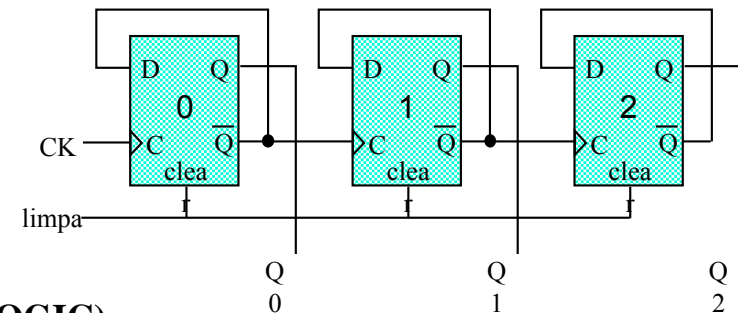 D Q D Q D Q
0 1 2
CK C Q C Q C Q
clea clea clea
r r r
limpa
Q Q Q
0 1 2
OGIC)